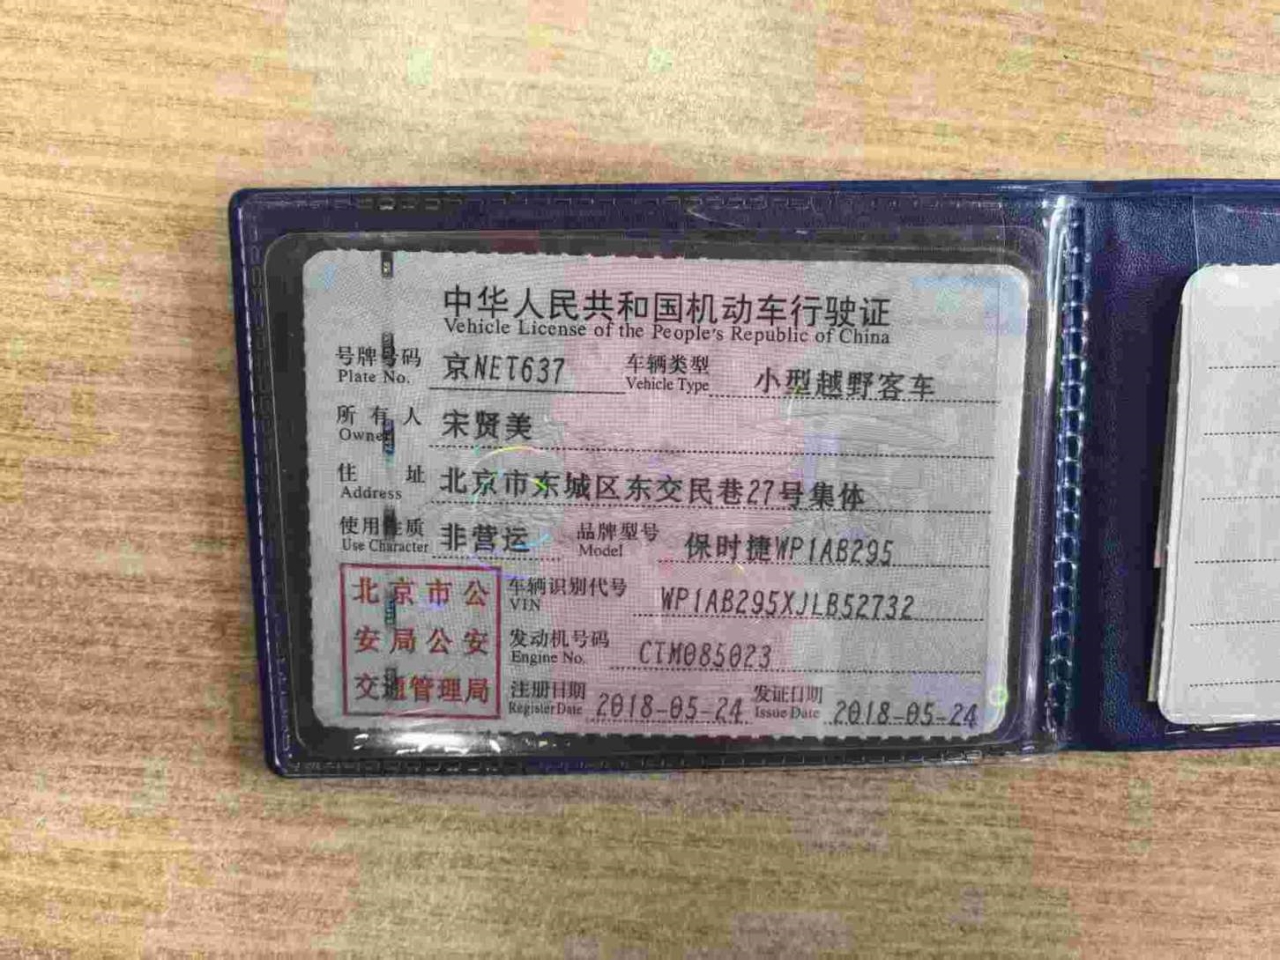 中华人民共和国机动车行驶证
Vehicle License of the People's Republic of China
号牌号码 京NET637 车辆类型 小型越野客车
Plate No. Vehicle Type
所有人 宋贤美
Owner
住址 北京市东城区东交民巷27号集体
Address
使用性质 非营运 品牌型号 保时捷WP1AB295
Use Character Model
北京市公 车辆识别代号 WP1AB295XJLB52732
VIN
安局公安 发动机号码 CTM085023
Engine No.
交通管理局 注册日期 2018-05-24 发证日期 2018-05-24
Register Date Issue Date